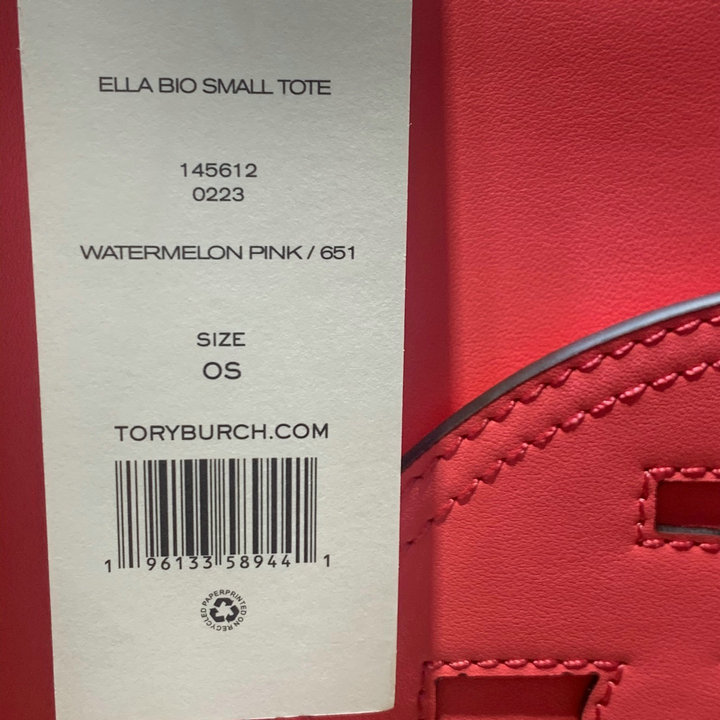 ELLA BIO SMALL TOTE
145612
0223
WATERMELON PINK / 651
SIZE
OS
TORYBURCH.COM
1 96133 58944 1
PRINTED ON RECYCLED PAPER